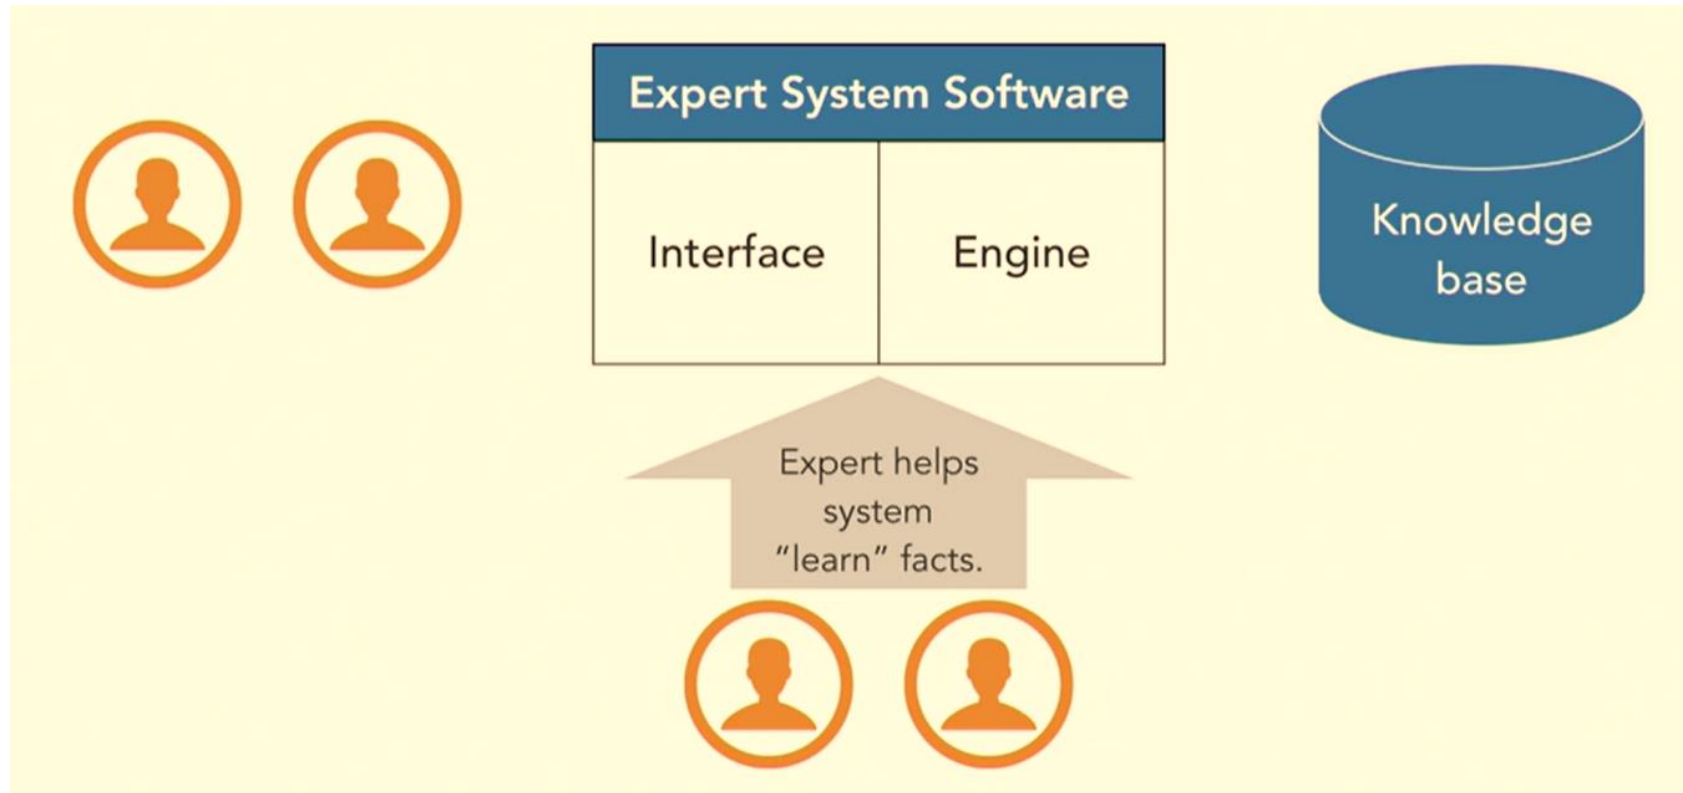 Expert System Software
Interface
Engine
Knowledge
base
Expert helps
system
“learn” facts.